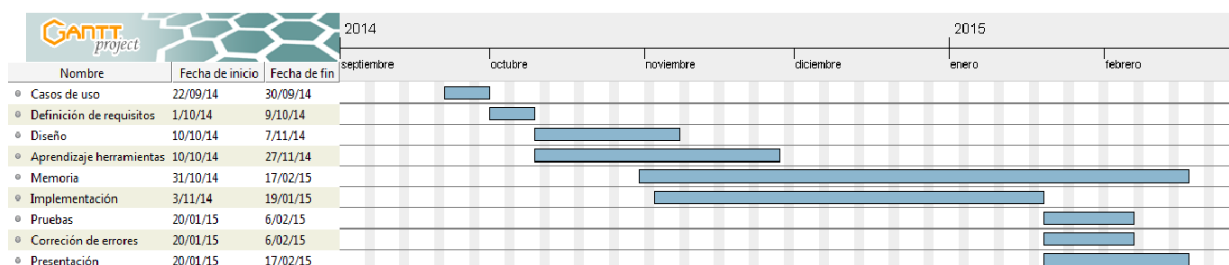 GANTT project
2014 2015
septiembre octubre noviembre diciembre enero febrero
Nombre Fecha de inicio Fecha de fin
Casos de uso 22/09/14 30/09/14
Definición de requisitos 1/10/14 9/10/14
Diseño 10/10/14 7/11/14
Aprendizaje herramientas 10/10/14 27/11/14
Memoria 31/10/14 17/02/15
Implementación 3/11/14 19/01/15
Pruebas 20/01/15 6/02/15
Correción de errores 20/01/15 6/02/15
Presentación 20/01/15 17/02/15